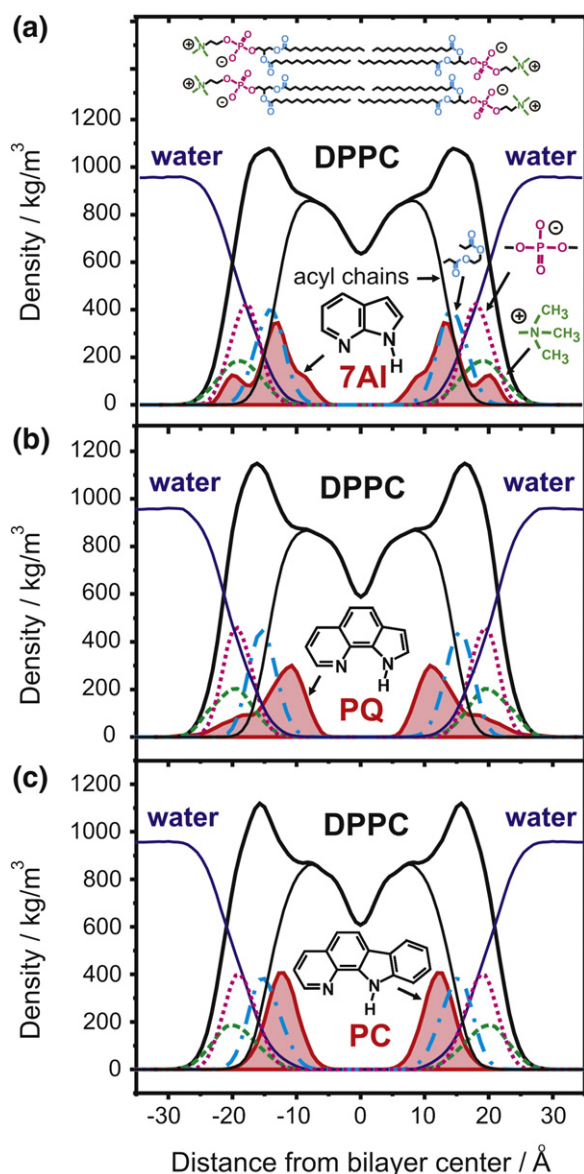 (a)
1200
1000
800
600
400
200
0
Density / kg/m³
water
DPPC
acyl chains
N
N
H
7AI
O
O
O
O
⊖
O
P
O
O
⊕
CH₃
N
CH₃
CH₃
(b)
1200
1000
800
600
400
200
0
Density / kg/m³
water
DPPC
water
N
N
H
PQ
(c)
1200
1000
800
600
400
200
0
Density / kg/m³
water
DPPC
water
N
N
H
PC
-30 -20 -10 0 10 20 30
Distance from bilayer center / Å